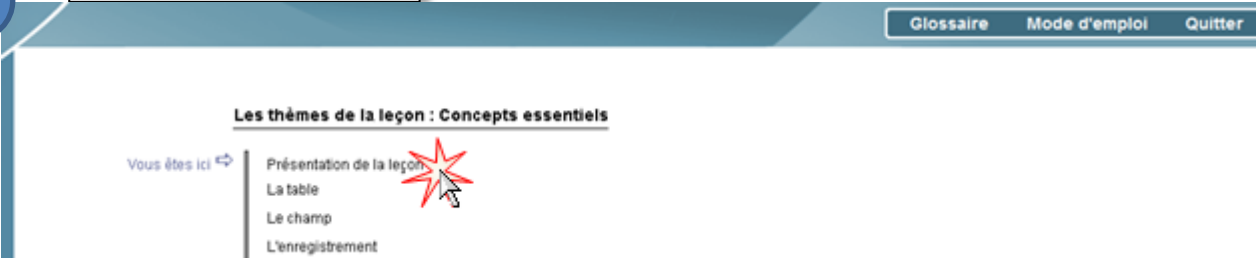 Glossaire Mode d'emploi Quitter
Les thèmes de la leçon : Concepts essentiels
Vous êtes ici Présentation de la leçon
La table
Le champ
L'enregistrement